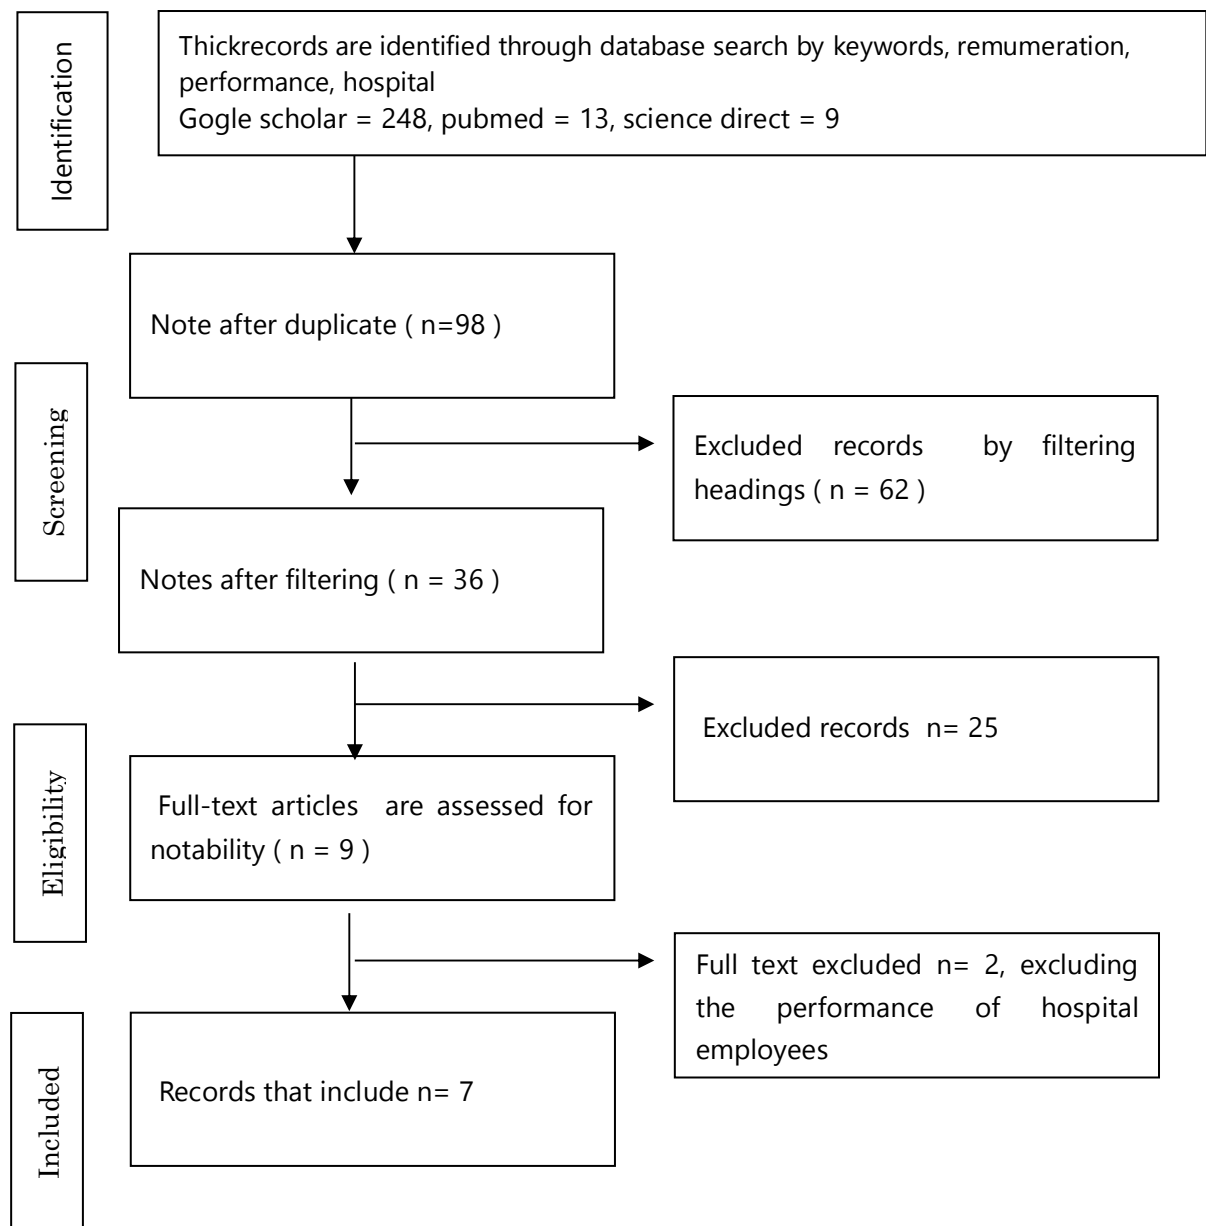 Identification
Thickrecords are identified through database search by keywords, remumeration,
performance, hospital
Gogle scholar = 248, pubmed = 13, science direct = 9
Note after duplicate ( n=98 )
Screening
Excluded records by filtering
headings ( n = 62 )
Notes after filtering ( n = 36 )
Excluded records n= 25
Eligibility
Full-text articles are assessed for
notability ( n = 9 )
Full text excluded n= 2, excluding
the performance of hospital
employees
Included
Records that include n= 7